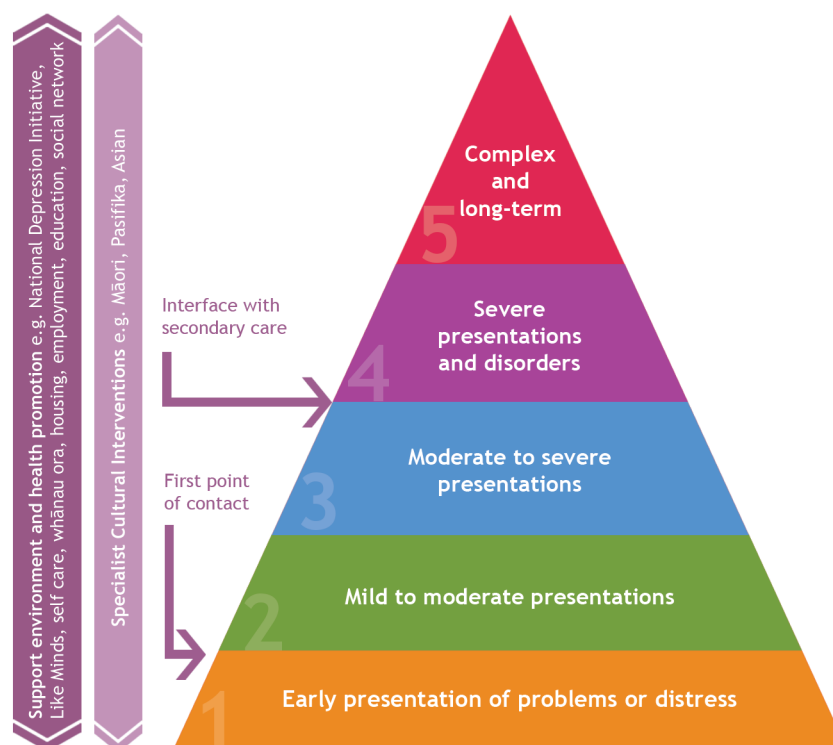 Support environment and health promotion e.g. National Depression Initiative,
Like Minds, self care, whānau ora, housing, employment, education, social network
Specialist Cultural Interventions e.g. Māori, Pasifika, Asian
Complex
and
long-term
5
Interface with
secondary care
Severe
presentations
and disorders
4
First point
of contact
Moderate to severe
presentations
3
Mild to moderate presentations
2
Early presentation of problems or distress
1